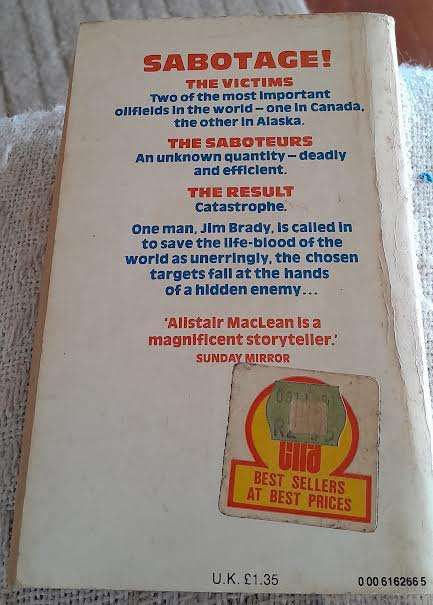 SABOTAGE!
THE VICTIMS
Two of the most important
oilfields in the world – one in Canada,
the other in Alaska.
THE SABOTEURS
An unknown quantity – deadly
and efficient.
THE RESULT
Catastrophe.
One man, Jim Brady, is called in
to save the life-blood of the
world as unerringly, the chosen
targets fall at the hands
of a hidden enemy...
'Alistair MacLean is a
magnificent storyteller.'
SUNDAY MIRROR
BEST SELLERS
AT BEST PRICES
U.K. £1.35
0 00 616266 5